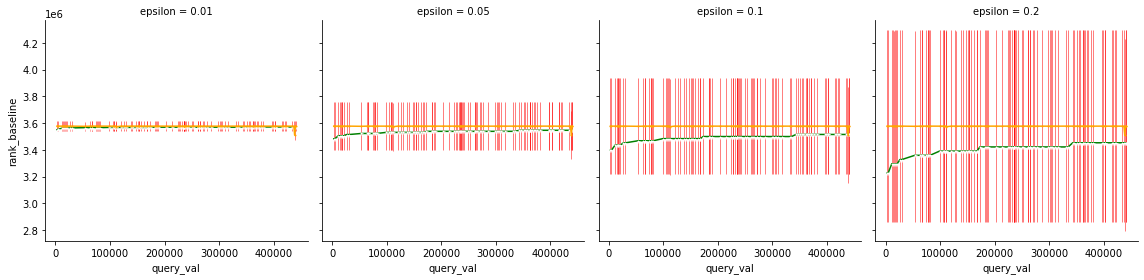 1e6
epsilon = 0.01
epsilon = 0.05
epsilon = 0.1
epsilon = 0.2
rank_baseline
4.2
4.0
3.8
3.6
3.4
3.2
3.0
2.8
0 100000 200000 300000 400000
0 100000 200000 300000 400000
0 100000 200000 300000 400000
0 100000 200000 300000 400000
query_val
query_val
query_val
query_val